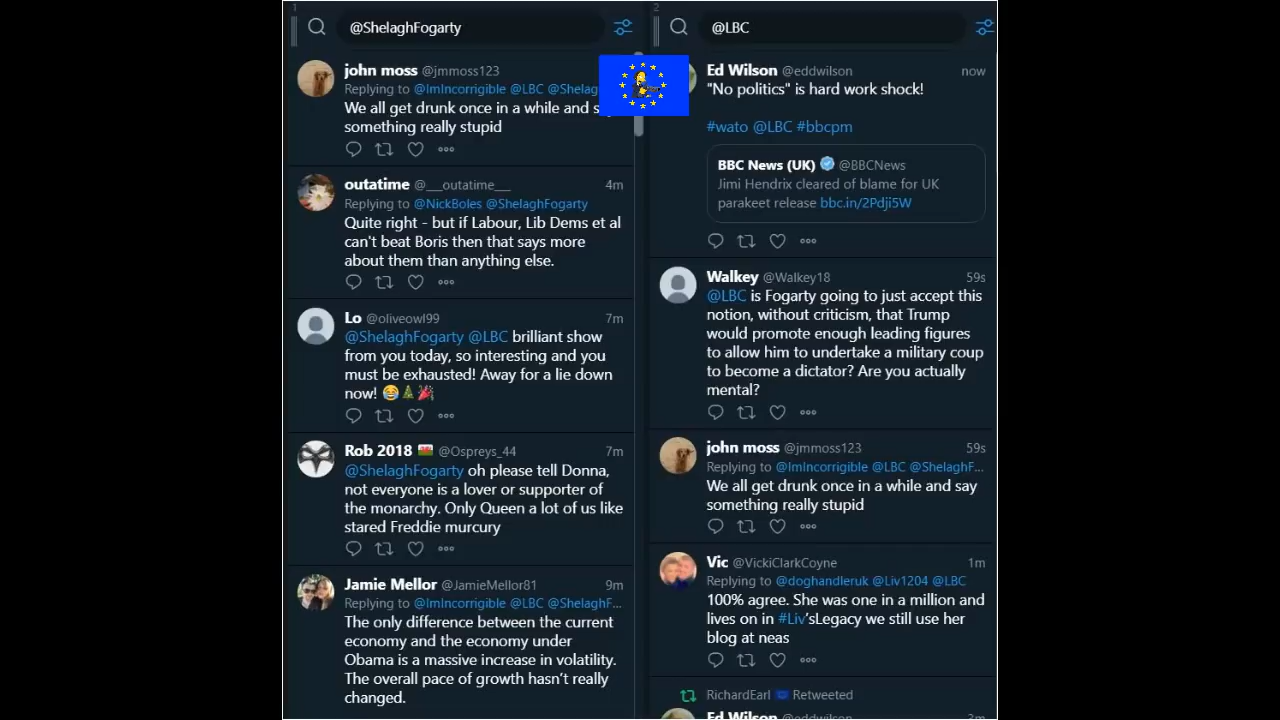 1
@ShelaghFogarty
john moss @jmmoss123
Replying to @ImIncorrigible @LBC @Shelag
We all get drunk once in a while and s
something really stupid
outatime @___outatime___ 4m
Replying to @NickBoles @ShelaghFogarty
Quite right - but if Labour, Lib Dems et al
can't beat Boris then that says more
about them than anything else.
Lo @oliveowl99 7m
@ShelaghFogarty @LBC brilliant show
from you today, so interesting and you
must be exhausted! Away for a lie down
now! 😂🎄🎉
Rob 2018 🏴󠁧󠁢󠁷󠁬󠁳󠁿 @Ospreys_44 7m
@ShelaghFogarty oh please tell Donna,
not everyone is a lover or supporter of
the monarchy. Only Queen a lot of us like
stared Freddie murcury
Jamie Mellor @JamieMellor81 9m
Replying to @ImIncorrigible @LBC @ShelaghF...
The only difference between the current
economy and the economy under
Obama is a massive increase in volatility.
The overall pace of growth hasn't really
changed.
2
@LBC
Ed Wilson @eddwilson now
"No politics" is hard work shock!
#wato @LBC #bbcpm
BBC News (UK) @BBCNews
Jimi Hendrix cleared of blame for UK
parakeet release bbc.in/2Pdji5W
Walkey @Walkey18 59s
@LBC is Fogarty going to just accept this
notion, without criticism, that Trump
would promote enough leading figures
to allow him to undertake a military coup
to become a dictator? Are you actually
mental?
john moss @jmmoss123 59s
Replying to @ImIncorrigible @LBC @ShelaghF...
We all get drunk once in a while and say
something really stupid
Vic @VickiClarkCoyne 1m
Replying to @doghandleruk @Liv1204 @LBC
100% agree. She was one in a million and
lives on in #Liv'sLegacy we still use her
blog at neas
RichardEarl Retweeted
Ed Wilson @eddwilson 3m